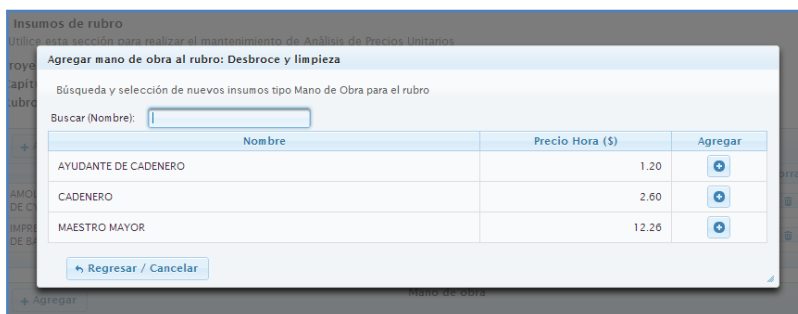 Insumos de rubro
Utilice esta sección para realizar el mantenimiento de Análisis de Precios Unitarios
Agregar mano de obra al rubro: Desbroce y limpieza
Búsqueda y selección de nuevos insumos tipo Mano de Obra para el rubro
Buscar (Nombre):
Nombre Precio Hora ($) Agregar
AYUDANTE DE CADENERO 1.20
CADENERO 2.60
MAESTRO MAYOR 12.26
Regresar / Cancelar
Mano de obra
+ Agregar